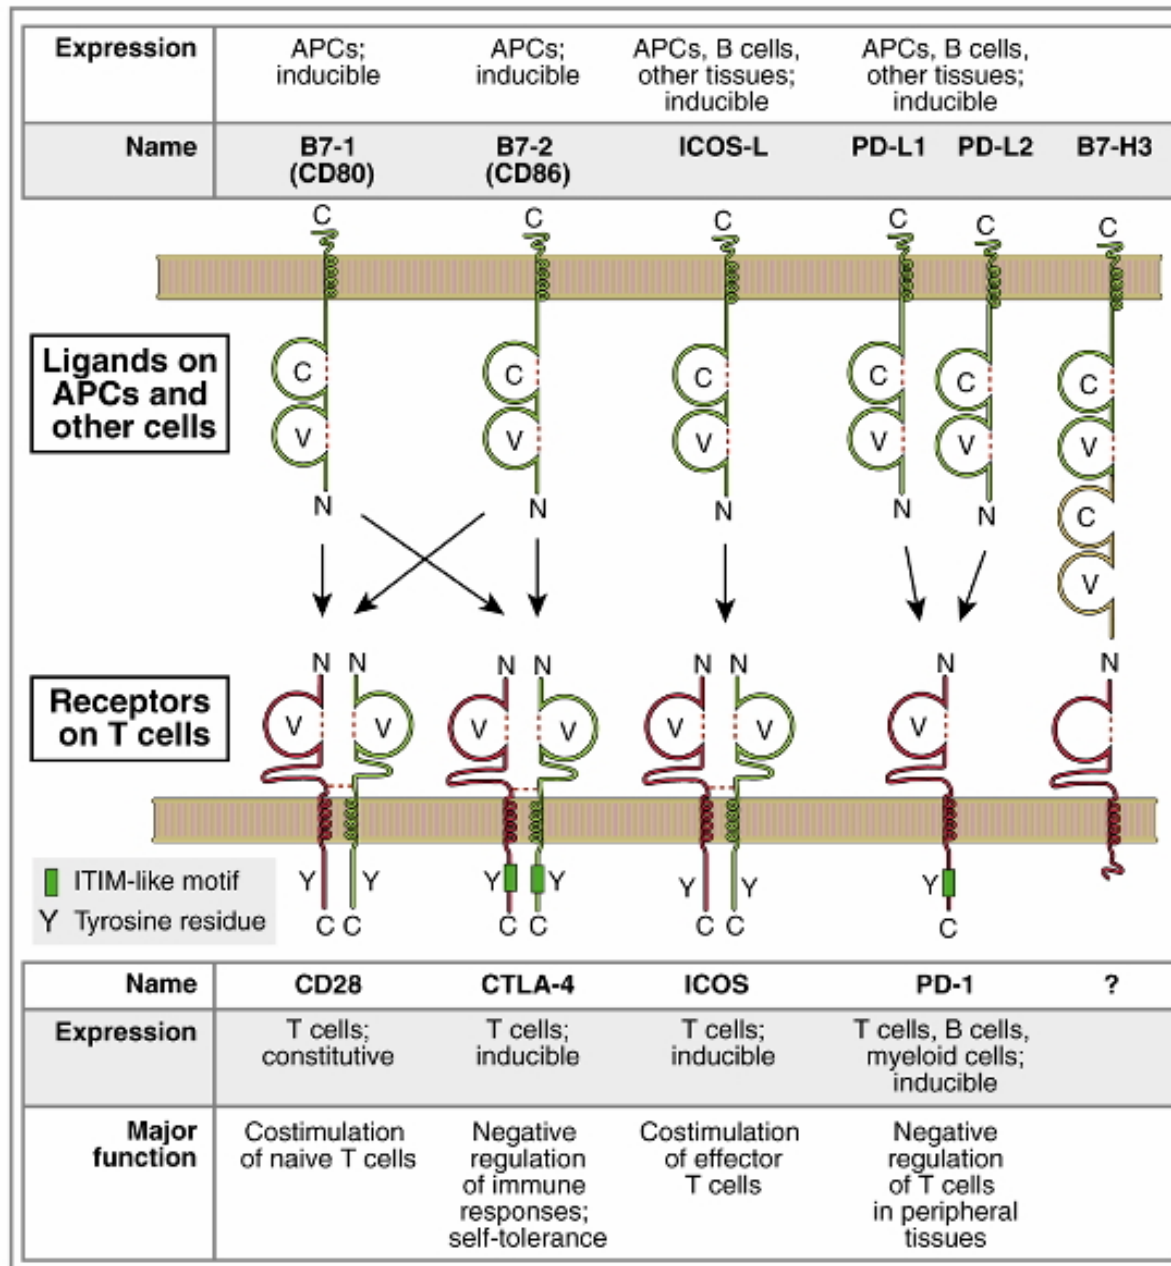 Expression
APCs; inducible
APCs; inducible
APCs, B cells, other tissues; inducible
APCs, B cells, other tissues; inducible
Name
B7-1 (CD80)
B7-2 (CD86)
ICOS-L
PD-L1
PD-L2
B7-H3
C C C C C C
Ligands on
APCs and
other cells
C C C C C C
V V V V V V
C
V
N N N N N N
N N N N N N N N
Receptors
on T cells
V V V V V V V
ITIM-like motif
Y Tyrosine residue
Y Y Y Y Y Y Y
C C C C C C C
Name
CD28
CTLA-4
ICOS
PD-1
?
Expression
T cells; constitutive
T cells; inducible
T cells; inducible
T cells, B cells, myeloid cells; inducible
Major
function
Costimulation
of naive T cells
Negative
regulation
of immune
responses;
self-tolerance
Costimulation
of effector
T cells
Negative
regulation
of T cells
in peripheral
tissues